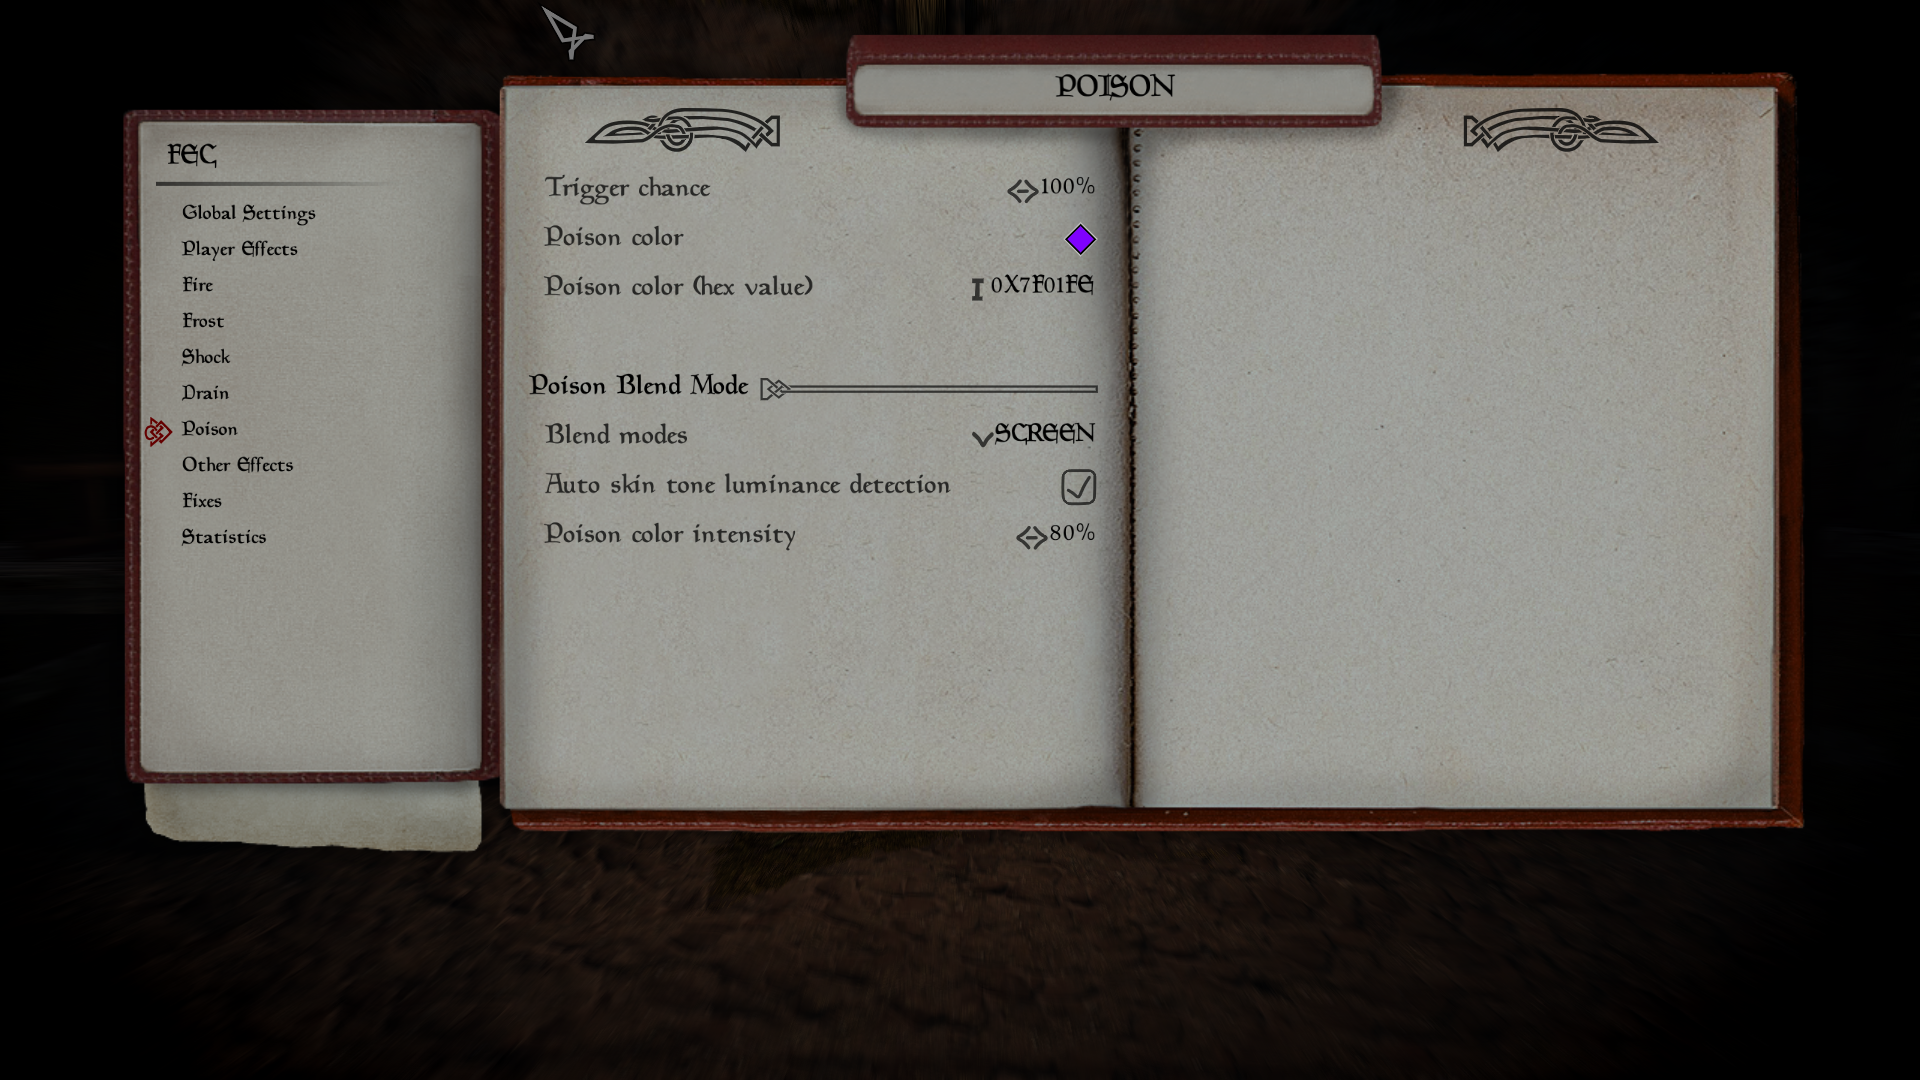 POISON
FEC
Global Settings
Player Effects
Fire
Frost
Shock
Drain
Poison
Other Effects
Fixes
Statistics
Trigger chance 100%
Poison color
Poison color (hex value) 0X7F01FE
Poison Blend Mode
Blend modes SCREEN
Auto skin tone luminance detection
Poison color intensity 80%